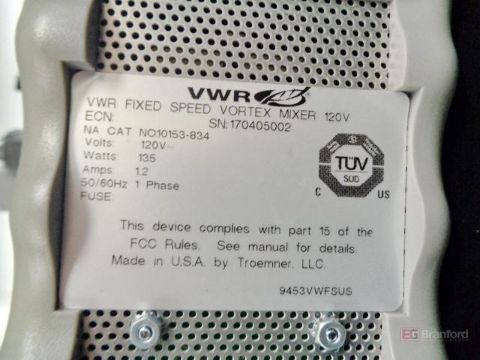 VWR
VWR FIXED SPEED VORTEX MIXER 120V
ECN: SN:170405002
NA CAT NO10153-834
Volts: 120V~
Watts: 135
Amps: 1.2
50/60Hz 1 Phase
FUSE:
TÜV
SÜD
C US
This device complies with part 15 of the
FCC Rules. See manual for details.
Made in U.S.A. by Troemner, LLC.
9453VWFSUS
EG Branford